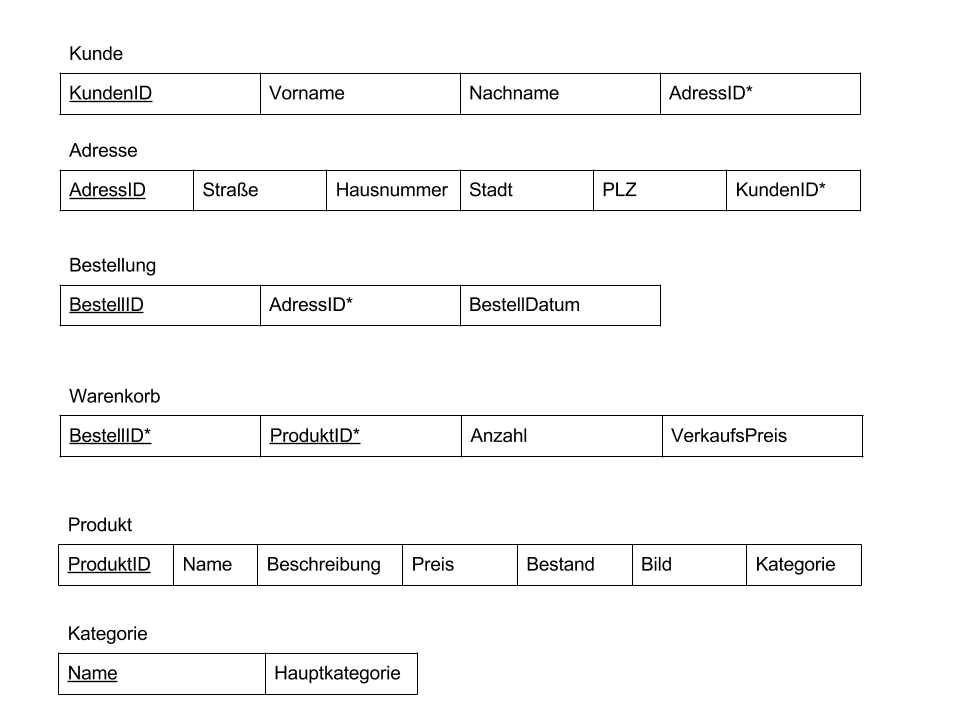 Kunde
KundenID Vorname Nachname AdressID*
Adresse
AdressID Straße Hausnummer Stadt PLZ KundenID*
Bestellung
BestellID AdressID* BestellDatum
Warenkorb
BestellID* ProduktID* Anzahl VerkaufsPreis
Produkt
ProduktID Name Beschreibung Preis Bestand Bild Kategorie
Kategorie
Name Hauptkategorie